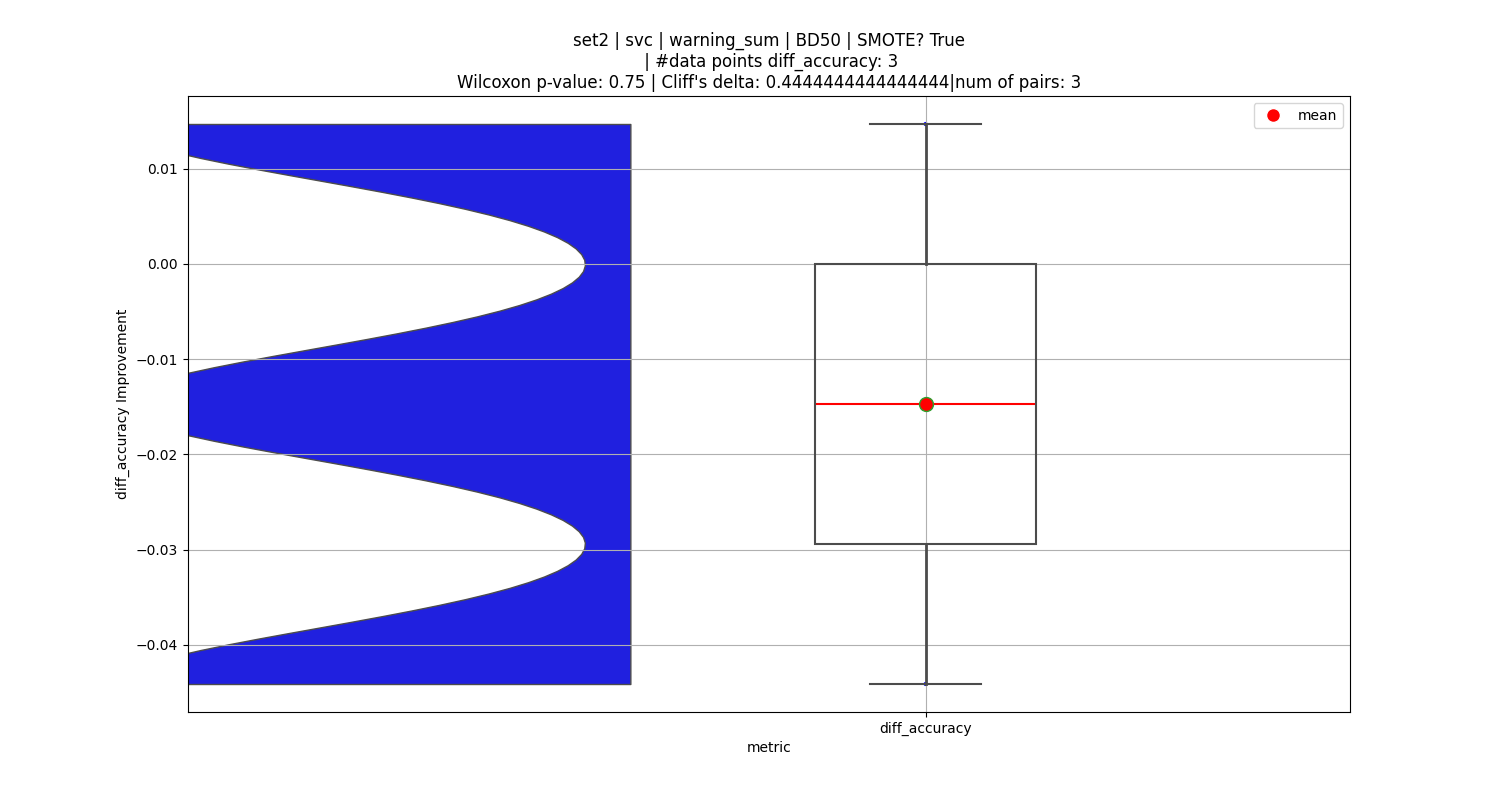 set2 | svc | warning_sum | BD50 | SMOTE? True
| #data points diff_accuracy: 3
Wilcoxon p-value: 0.75 | Cliff's delta: 0.4444444444444444|num of pairs: 3
mean
0.01
0.00
−0.01
−0.02
−0.03
−0.04
diff_accuracy Improvement
diff_accuracy
metric